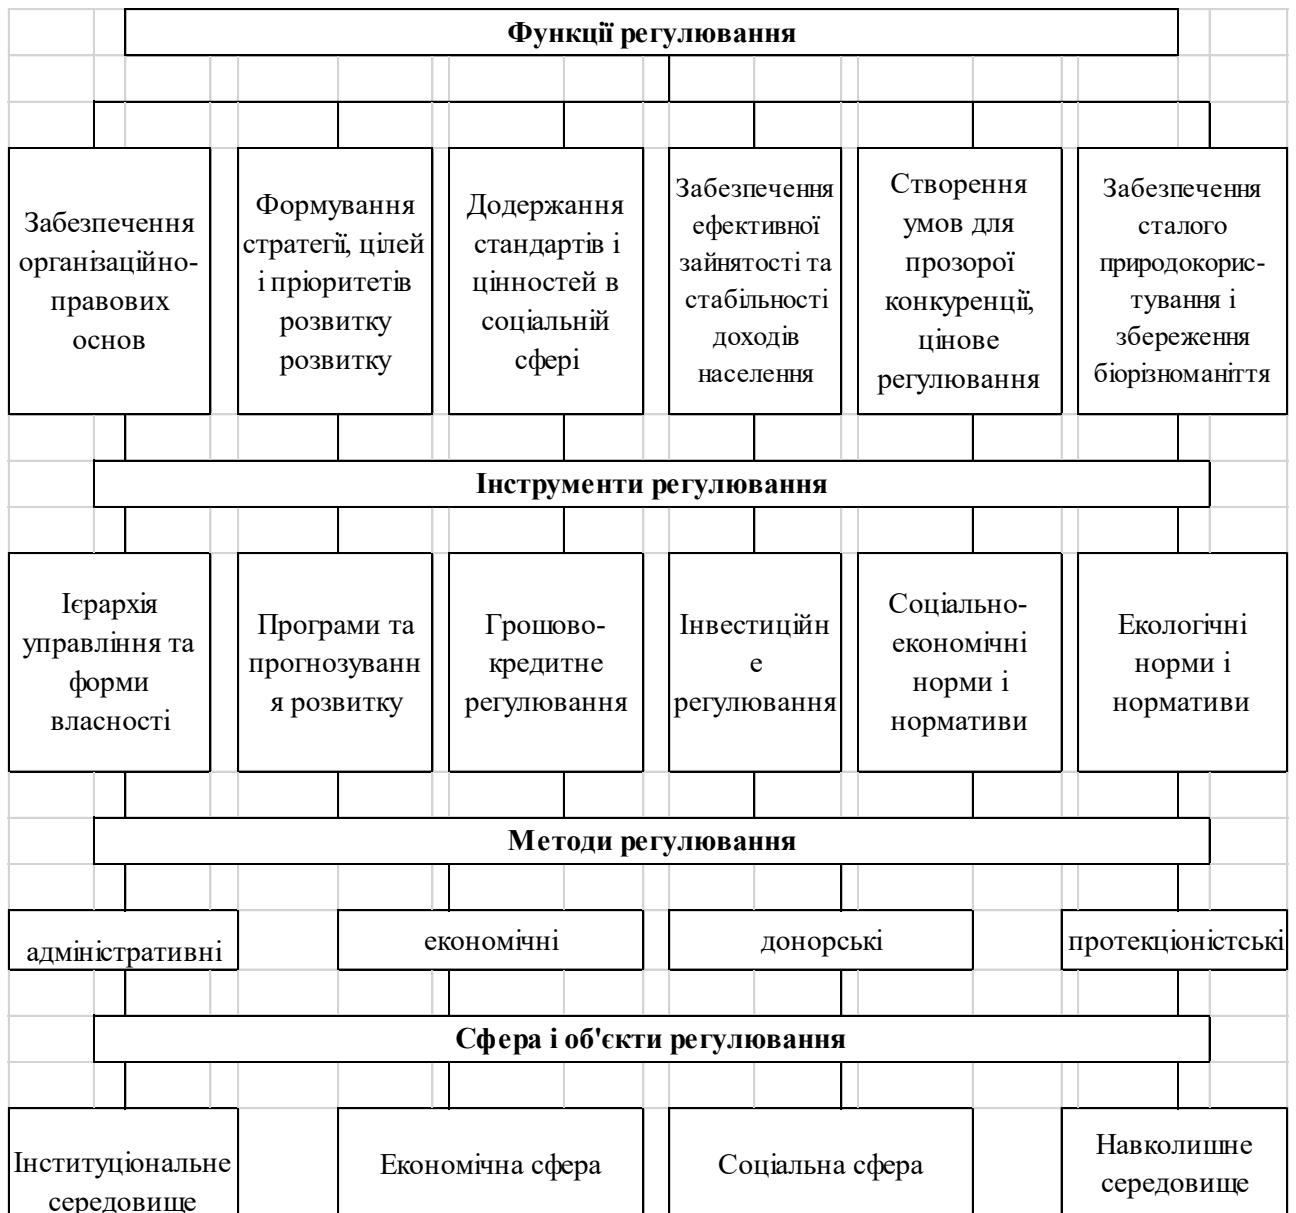 Функції регулювання
Забезпечення
організаційно-
правових
основ
Формування
стратегії, цілей
і пріоритетів
розвитку
розвитку
Додержання
стандартів і
цінностей в
соціальній
сфері
Забезпечення
ефективної
зайнятості та
стабільності
доходів
населення
Створення
умов для
прозорої
конкуренції,
цінове
регулювання
Забезпечення
сталого
природокорис-
тування і
збереження
біорізноманіття
Інструменти регулювання
Ієрархія
управління та
форми
власності
Програми та
прогнозуванн
я розвитку
Грошово-
кредитне
регулювання
Інвестиційн
е
регулювання
Соціально-
економічні
норми і
нормативи
Екологічні
норми і
нормативи
Методи регулювання
адміністративні
економічні
донорські
протекціоністські
Сфера і об'єкти регулювання
Інституціональне
середовище
Економічна сфера
Соціальна сфера
Навколишнє
середовище